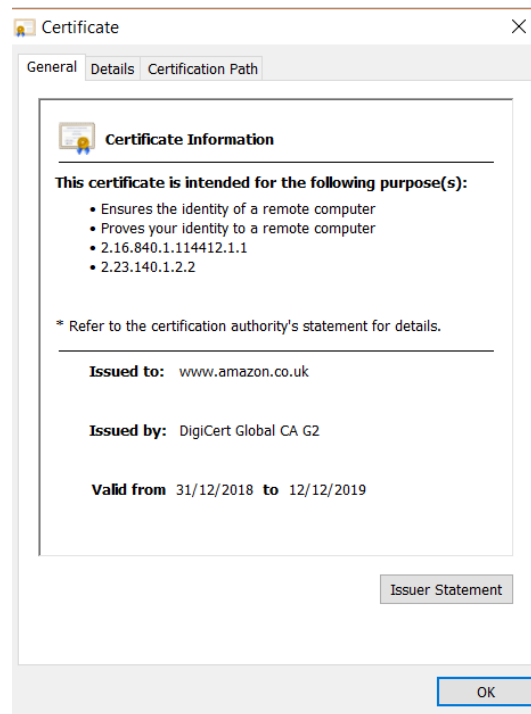 Certificate
General Details Certification Path
Certificate Information
This certificate is intended for the following purpose(s):
• Ensures the identity of a remote computer
• Proves your identity to a remote computer
• 2.16.840.1.114412.1.1
• 2.23.140.1.2.2
* Refer to the certification authority's statement for details.
Issued to: www.amazon.co.uk
Issued by: DigiCert Global CA G2
Valid from 31/12/2018 to 12/12/2019
Issuer Statement
OK